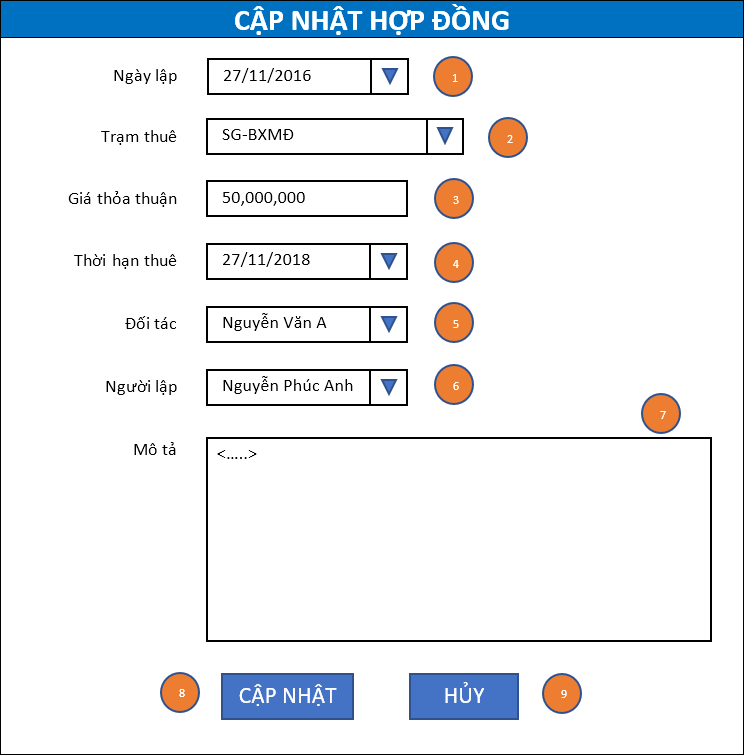 CẬP NHẬT HỢP ĐỒNG
Ngày lập 27/11/2016 1
Trạm thuê SG-BXMĐ 2
Giá thỏa thuận 50,000,000 3
Thời hạn thuê 27/11/2018 4
Đối tác Nguyễn Văn A 5
Người lập Nguyễn Phúc Anh 6
7
Mô tả <.....>
8 CẬP NHẬT HỦY 9